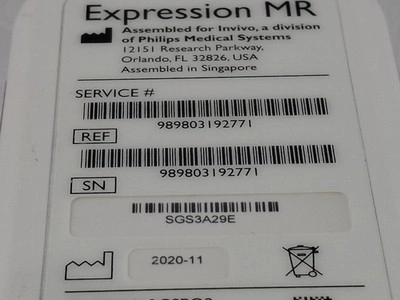 Expression MR
Assembled for Invivo, a division
of Philips Medical Systems
12151 Research Parkway,
Orlando, FL 32826, USA
Assembled in Singapore
SERVICE #
989803192771
REF
989803192771
SN
SGS3A29E
2020-11